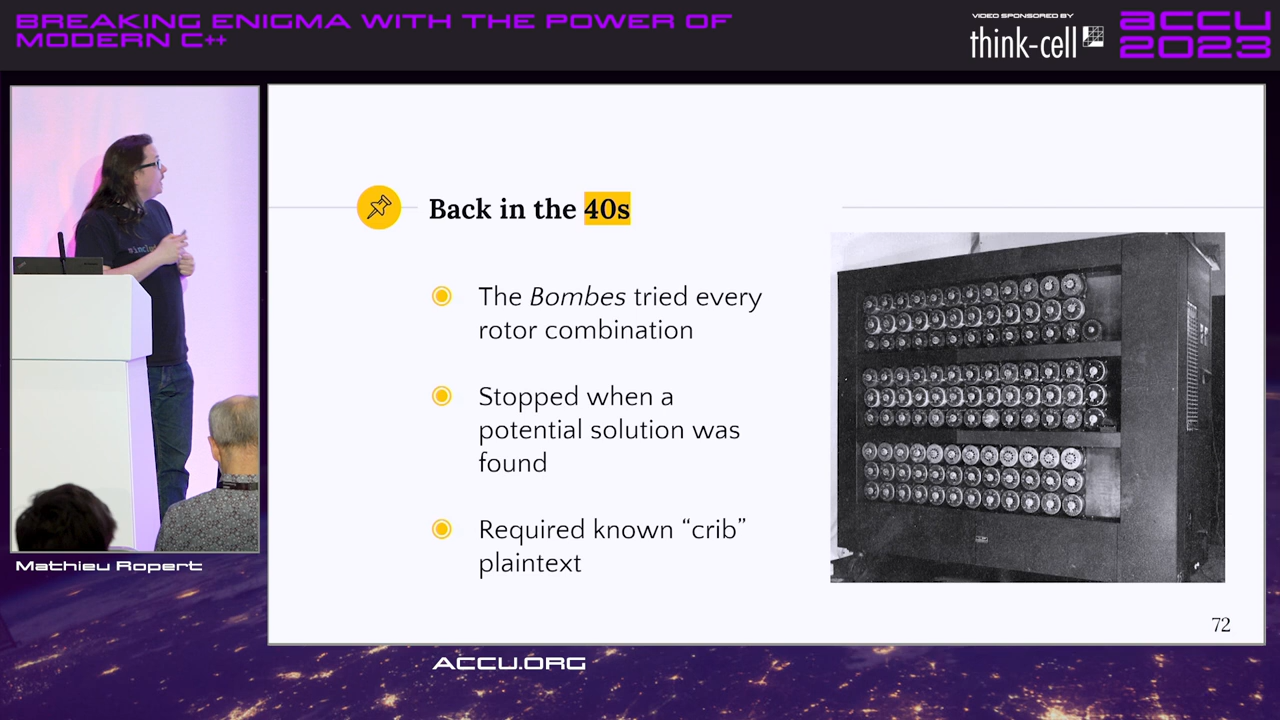 BREAKING ENIGMA WITH THE POWER OF
MODERN C++
VIDEO SPONSORED BY
think-cell
ACCU
2023
Back in the 40s
The Bombes tried every
rotor combination
Stopped when a
potential solution was
found
Required known “crib”
plaintext
72
Mathieu Ropert
ACCU.ORG